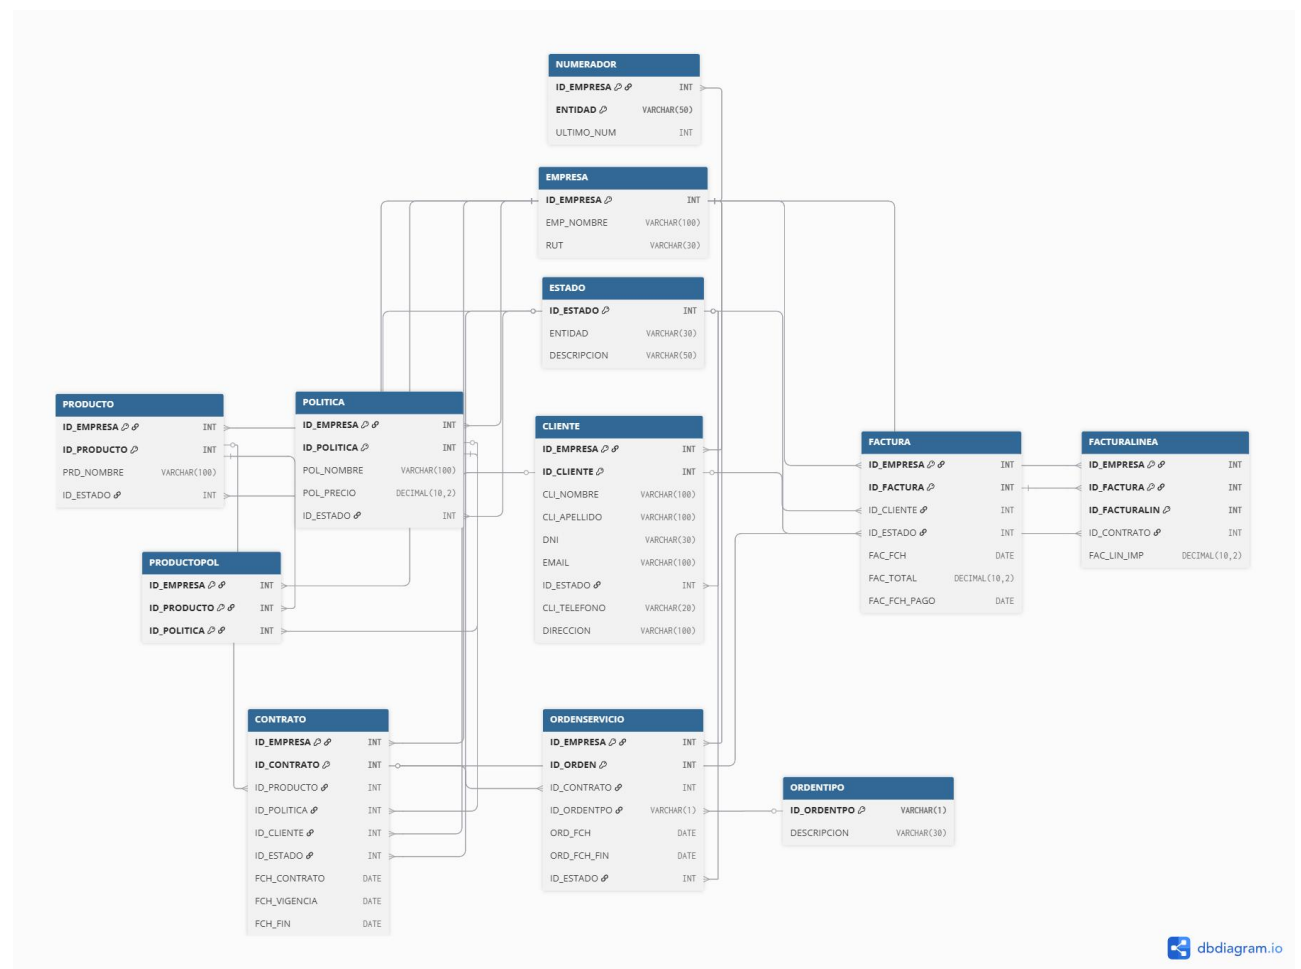 NUMERADOR
ID_EMPRESA INT
ENTIDAD VARCHAR(50)
ULTIMO_NUM INT
EMPRESA
ID_EMPRESA INT
EMP_NOMBRE VARCHAR(100)
RUT VARCHAR(30)
ESTADO
ID_ESTADO INT
ENTIDAD VARCHAR(30)
DESCRIPCION VARCHAR(50)
PRODUCTO
ID_EMPRESA INT
ID_PRODUCTO INT
PRD_NOMBRE VARCHAR(100)
ID_ESTADO INT
POLITICA
ID_EMPRESA INT
ID_POLITICA INT
POL_NOMBRE VARCHAR(100)
POL_PRECIO DECIMAL(10,2)
ID_ESTADO INT
CLIENTE
ID_EMPRESA INT
ID_CLIENTE INT
CLI_NOMBRE VARCHAR(100)
CLI_APELLIDO VARCHAR(100)
DNI VARCHAR(30)
EMAIL VARCHAR(100)
ID_ESTADO INT
CLI_TELEFONO VARCHAR(20)
DIRECCION VARCHAR(100)
FACTURA
ID_EMPRESA INT
ID_FACTURA INT
ID_CLIENTE INT
ID_ESTADO INT
FAC_FCH DATE
FAC_TOTAL DECIMAL(10,2)
FAC_FCH_PAGO DATE
FACTURALINEA
ID_EMPRESA INT
ID_FACTURA INT
ID_FACTURALIN INT
ID_CONTRATO INT
FAC_LIN_IMP DECIMAL(10,2)
PRODUCTOPOL
ID_EMPRESA INT
ID_PRODUCTO INT
ID_POLITICA INT
CONTRATO
ID_EMPRESA INT
ID_CONTRATO INT
ID_PRODUCTO INT
ID_POLITICA INT
ID_CLIENTE INT
ID_ESTADO INT
FCH_CONTRATO DATE
FCH_VIGENCIA DATE
FCH_FIN DATE
ORDENSERVICIO
ID_EMPRESA INT
ID_ORDEN INT
ID_CONTRATO INT
ID_ORDENTPO VARCHAR(1)
ORD_FCH DATE
ORD_FCH_FIN DATE
ID_ESTADO INT
ORDENTIPO
ID_ORDENTPO VARCHAR(1)
DESCRIPCION VARCHAR(30)
dbdiagram.io